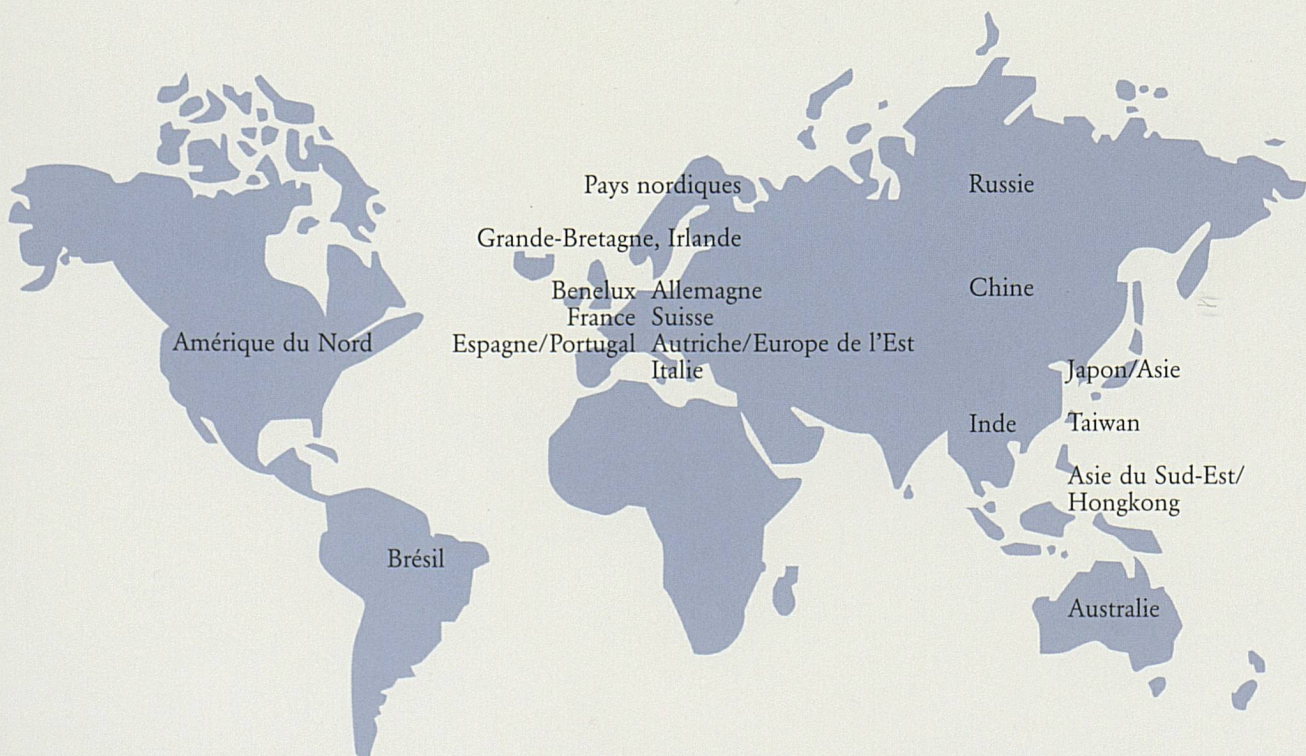 Pays nordiques
Russie
Grande-Bretagne, Irlande
Benelux
Allemagne
Chine
France
Suisse
Amérique du Nord
Espagne/Portugal
Autriche/Europe de l'Est
Italie
Japon/Asie
Inde
Taiwan
Asie du Sud-Est/
Hongkong
Brésil
Australie